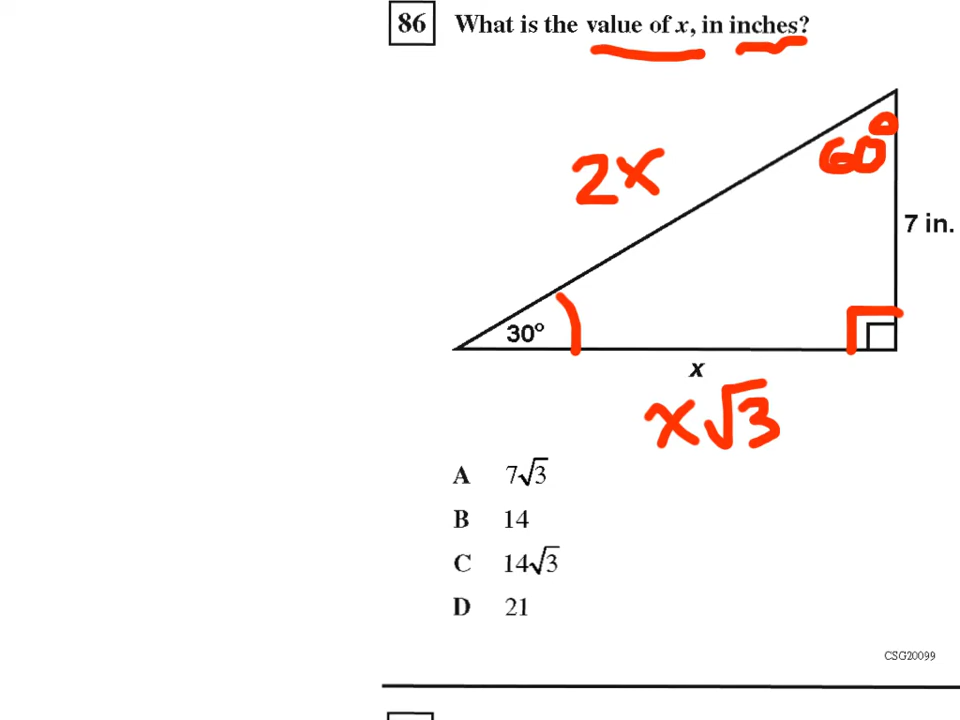 86 What is the value of x, in inches?
60°
2x
7 in.
30°
x
x√3
A 7√3
B 14
C 14√3
D 21
CSG20099